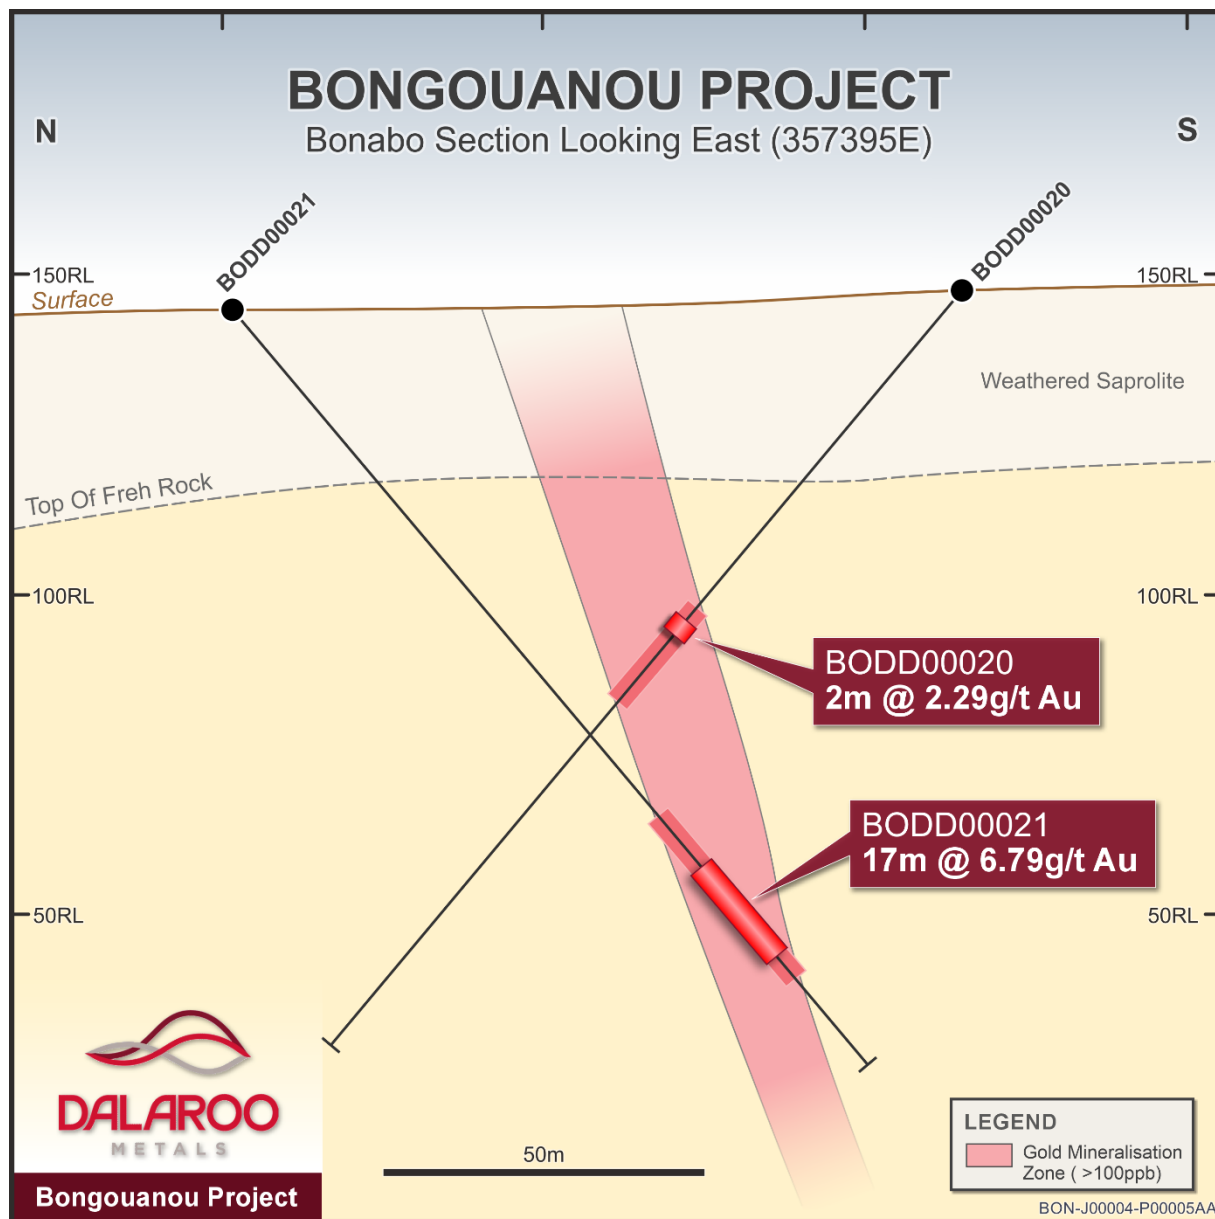 BONGOUANOU PROJECT
Bonabo Section Looking East (357395E)
N
S
BODD00021
BODD00020
150RL
150RL
Surface
Weathered Saprolite
Top Of Freh Rock
100RL
100RL
BODD00020
2m @ 2.29g/t Au
BODD00021
17m @ 6.79g/t Au
50RL
50RL
DALAROO
METALS
Bongouanou Project
50m
LEGEND
Gold Mineralisation
Zone ( >100ppb)
BON-J00004-P00005AA